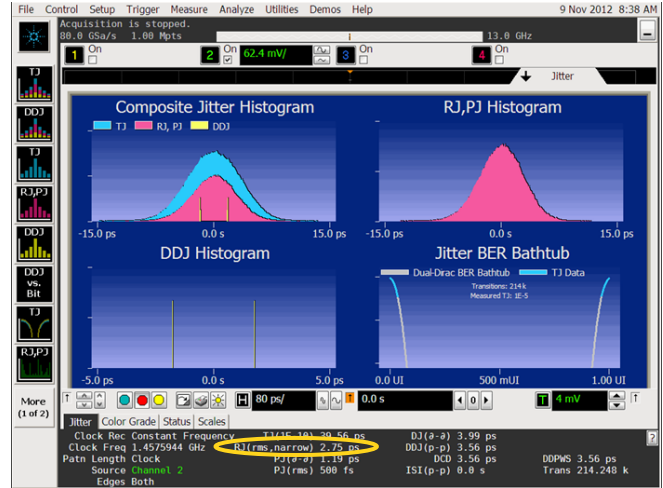 File Control Setup Trigger Measure Analyze Utilities Demos Help 9 Nov 2012 8:38 AM
Acquisition is stopped.
80.0 GSa/s 1.00 Mpts 13.0 GHz
1 On 2 On 62.4 mV/ 3 On 4 On
Jitter
TJ
DDJ
TJ
RJ,PJ
DDJ
DDJ
vs.
Bit
TJ
RJ,PJ
More
(1 of 2)
Composite Jitter Histogram
TJ RJ, PJ DDJ
-15.0 ps 0.0 s 15.0 ps
RJ,PJ Histogram
-15.0 ps 0.0 s 15.0 ps
DDJ Histogram
-5.0 ps 0.0 s 5.0 ps
Jitter BER Bathtub
Dual-Dirac BER Bathtub TJ Data
Transitions: 214k
Measured TJ: 1E-5
0.0 UI 500 mUI 1.00 UI
H 80 ps/ 0.0 s 0 T 4 mV
Jitter Color Grade Status Scales ?
Clock Rec Constant Frequency TJ(1E-10) 39.56 ps DJ(∂-∂) 3.99 ps
Clock Freq 1.4575944 GHz RJ(rms,narrow) 2.75 ps DDJ(p-p) 3.56 ps
Patn Length Clock PJ(∂-∂) 1.19 ps DCD 3.56 ps DDPWS 3.56 ps
Source Channel 2 PJ(rms) 500 fs ISI(p-p) 0.0 s Trans 214.248 k
Edges Both